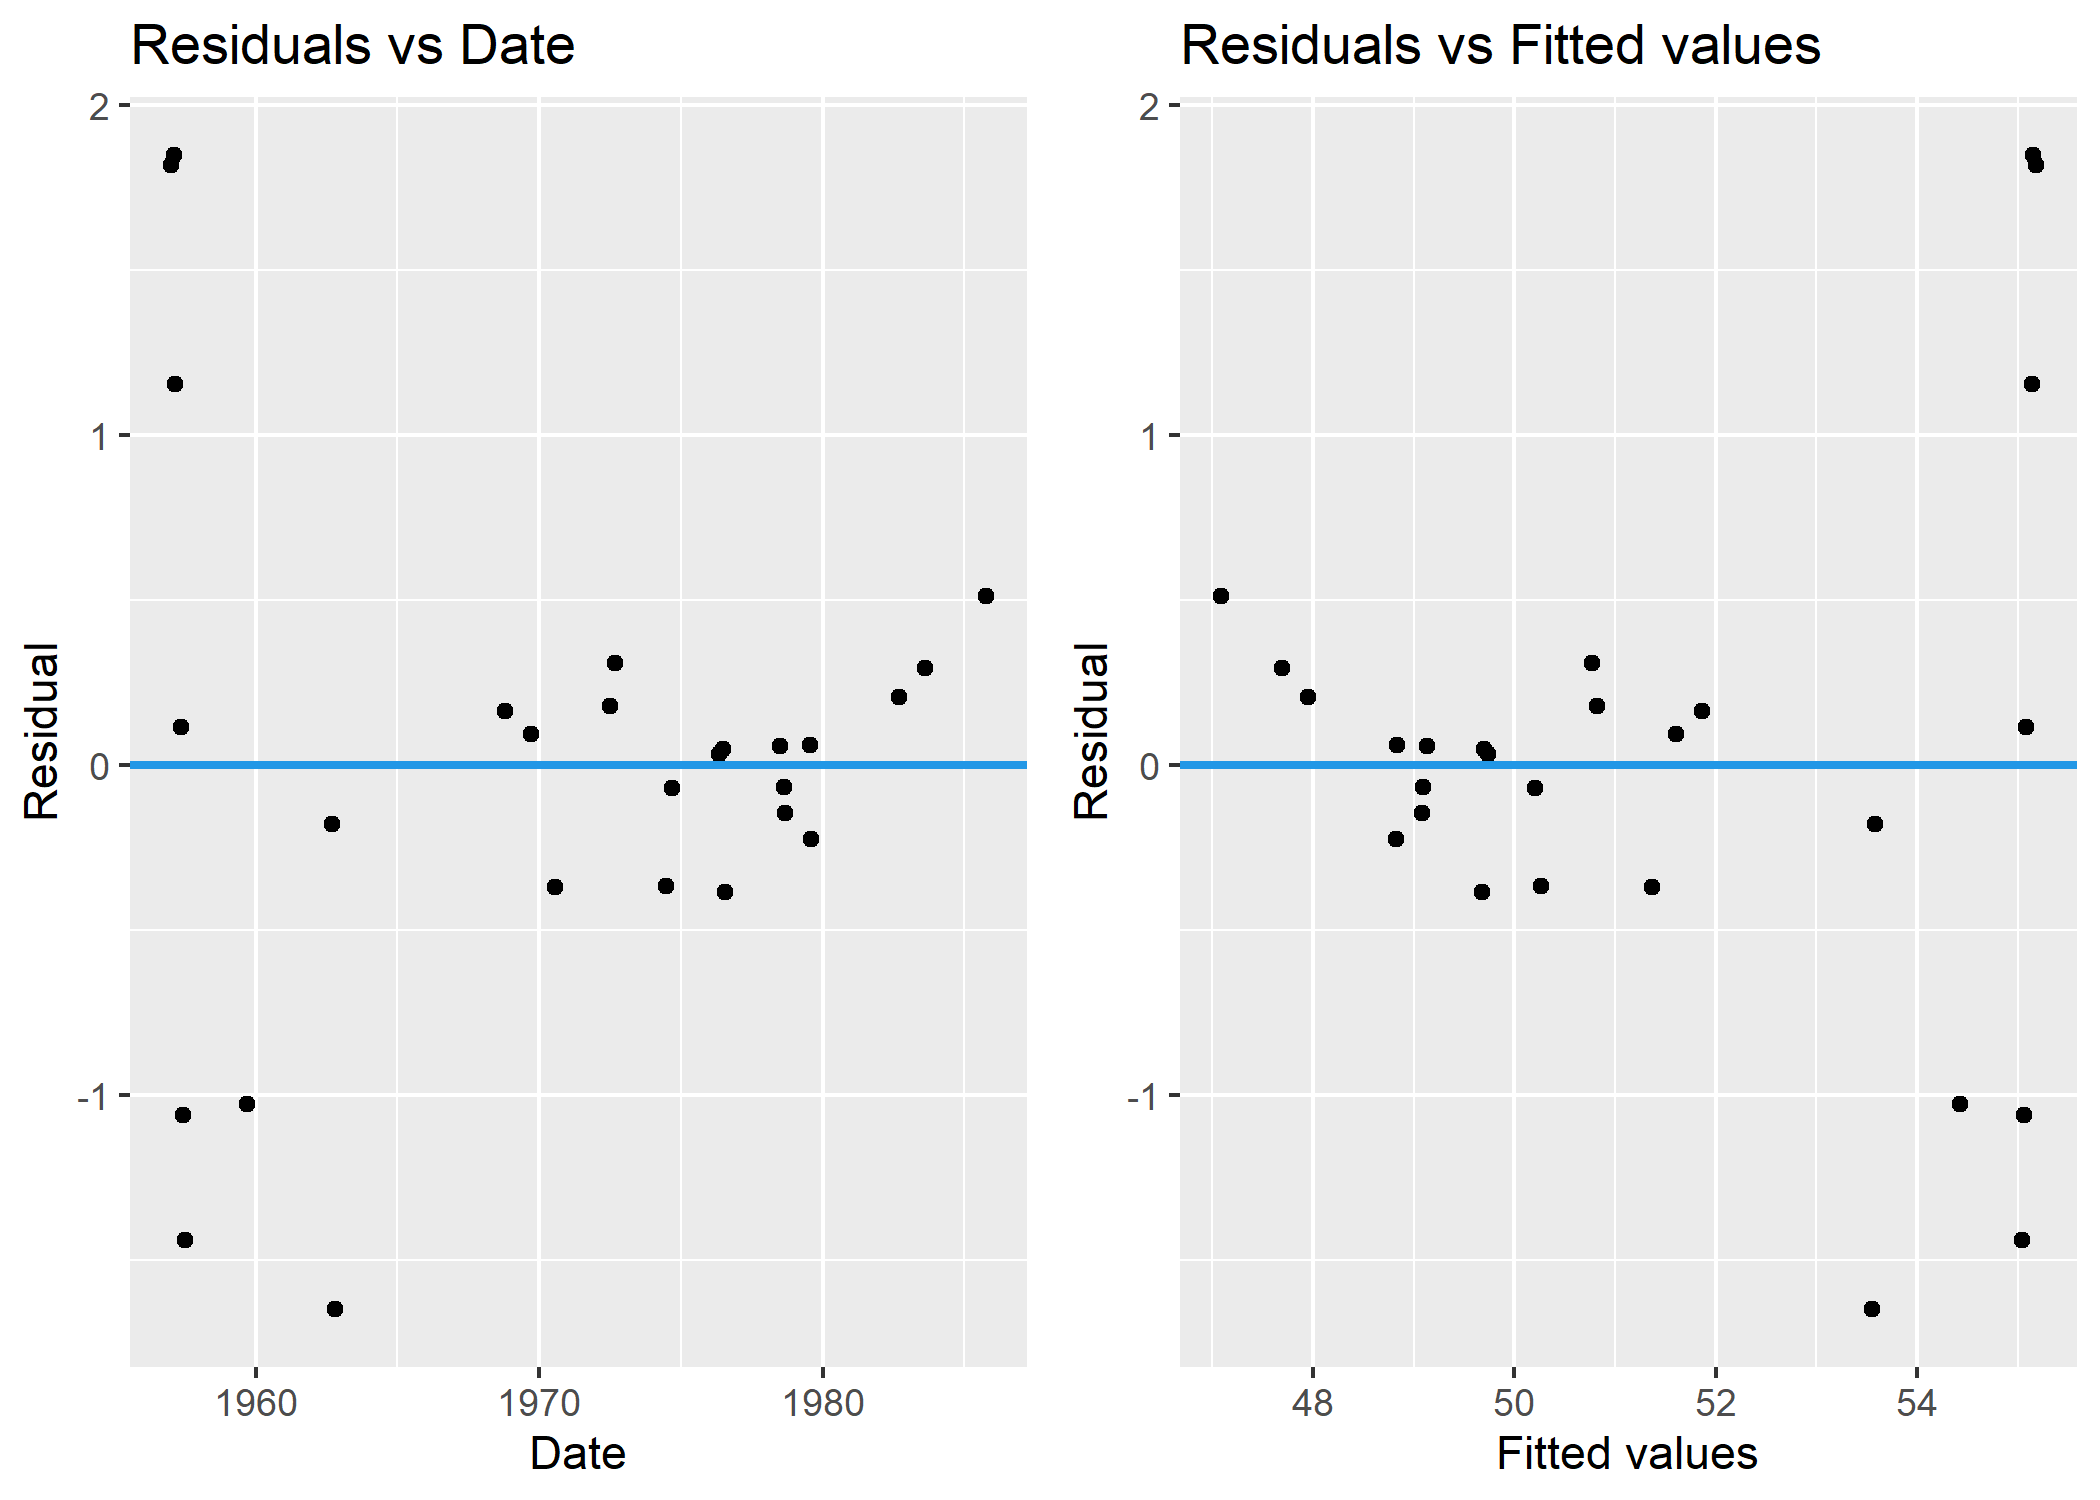 Residuals vs Date
2
1
0
-1
Residual
1960
1970
1980
Date
Residuals vs Fitted values
2
1
0
-1
Residual
48
50
52
54
Fitted values